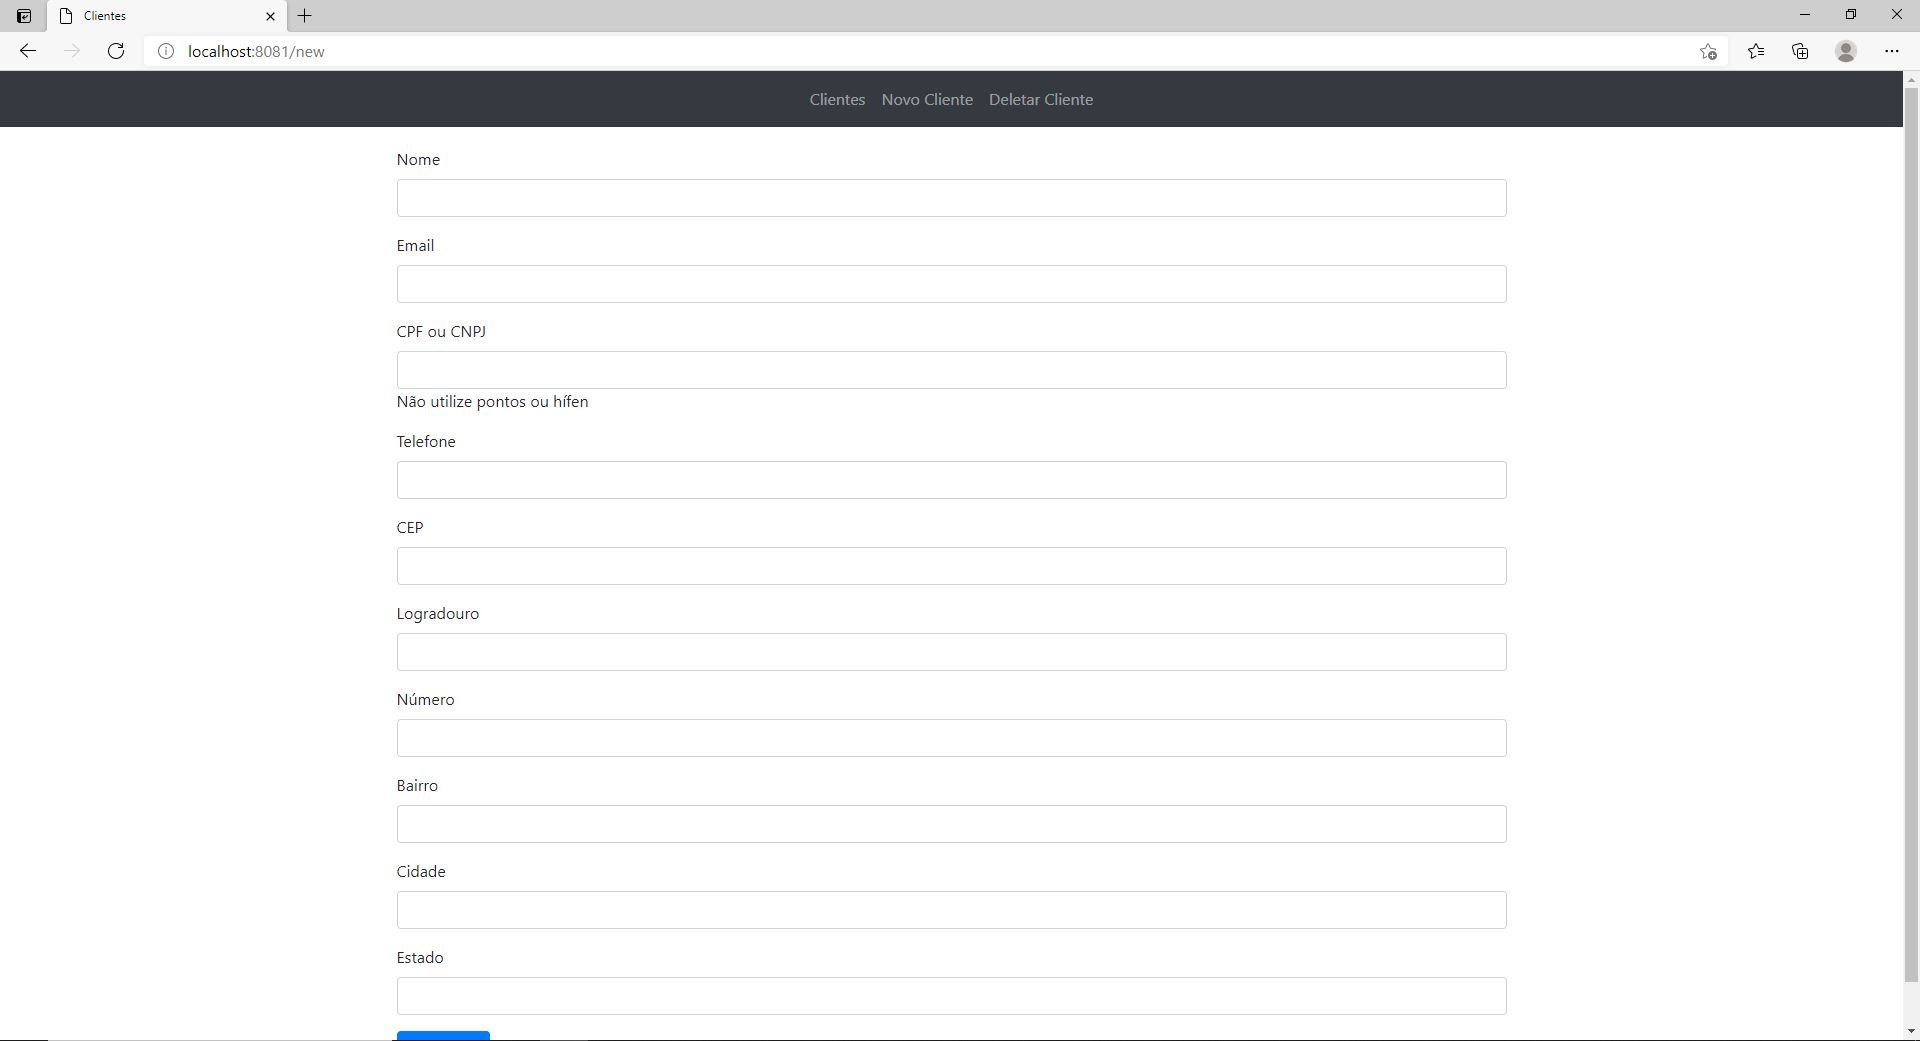 Clientes
localhost:8081/new
Clientes Novo Cliente Deletar Cliente
Nome
Email
CPF ou CNPJ
Não utilize pontos ou hífen
Telefone
CEP
Logradouro
Número
Bairro
Cidade
Estado